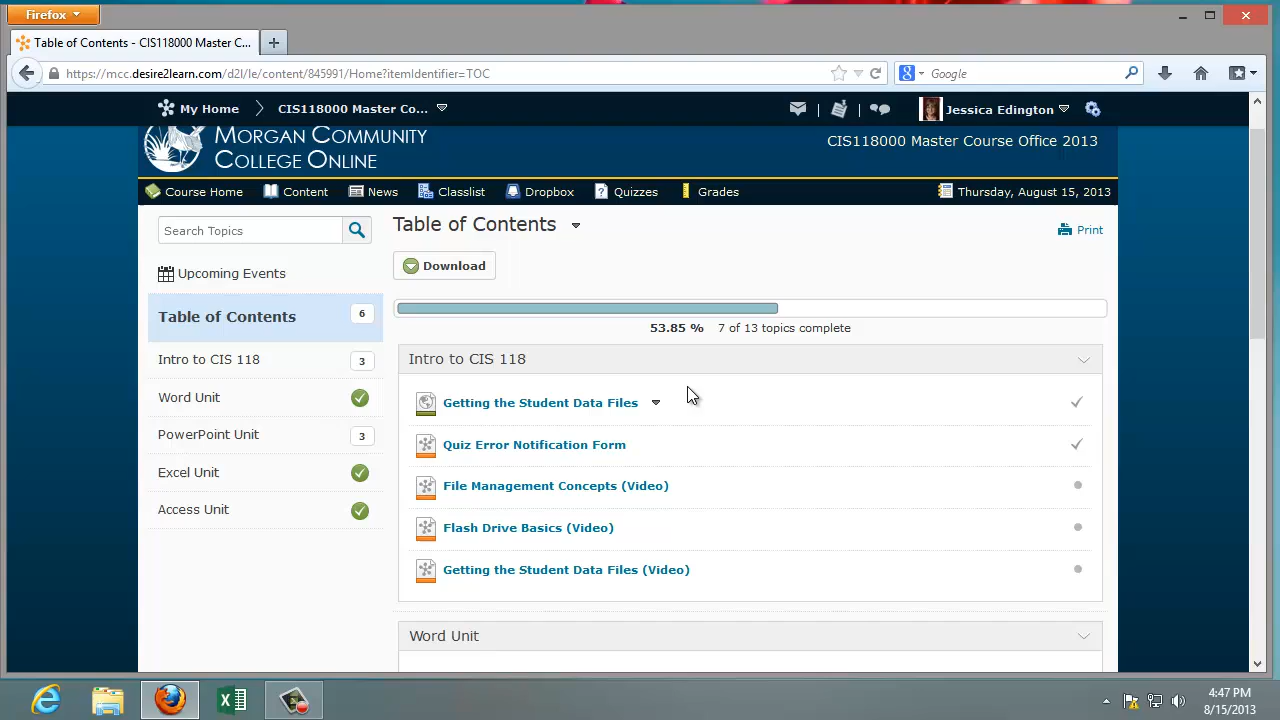 Firefox
Table of Contents - CIS118000 Master C...
https://mcc.desire2learn.com/d2l/le/content/845991/Home?itemIdentifier=TOC
Google
My Home
CIS118000 Master Co...
Jessica Edington
MORGAN COMMUNITY
COLLEGE ONLINE
CIS118000 Master Course Office 2013
Course Home
Content
News
Classlist
Dropbox
Quizzes
Grades
Thursday, August 15, 2013
Search Topics
Table of Contents
Print
Upcoming Events
Download
Table of Contents 6
53.85 % 7 of 13 topics complete
Intro to CIS 118 3
Intro to CIS 118
Word Unit
Getting the Student Data Files
PowerPoint Unit 3
Quiz Error Notification Form
Excel Unit
File Management Concepts (Video)
Access Unit
Flash Drive Basics (Video)
Getting the Student Data Files (Video)
Word Unit
4:47 PM
8/15/2013